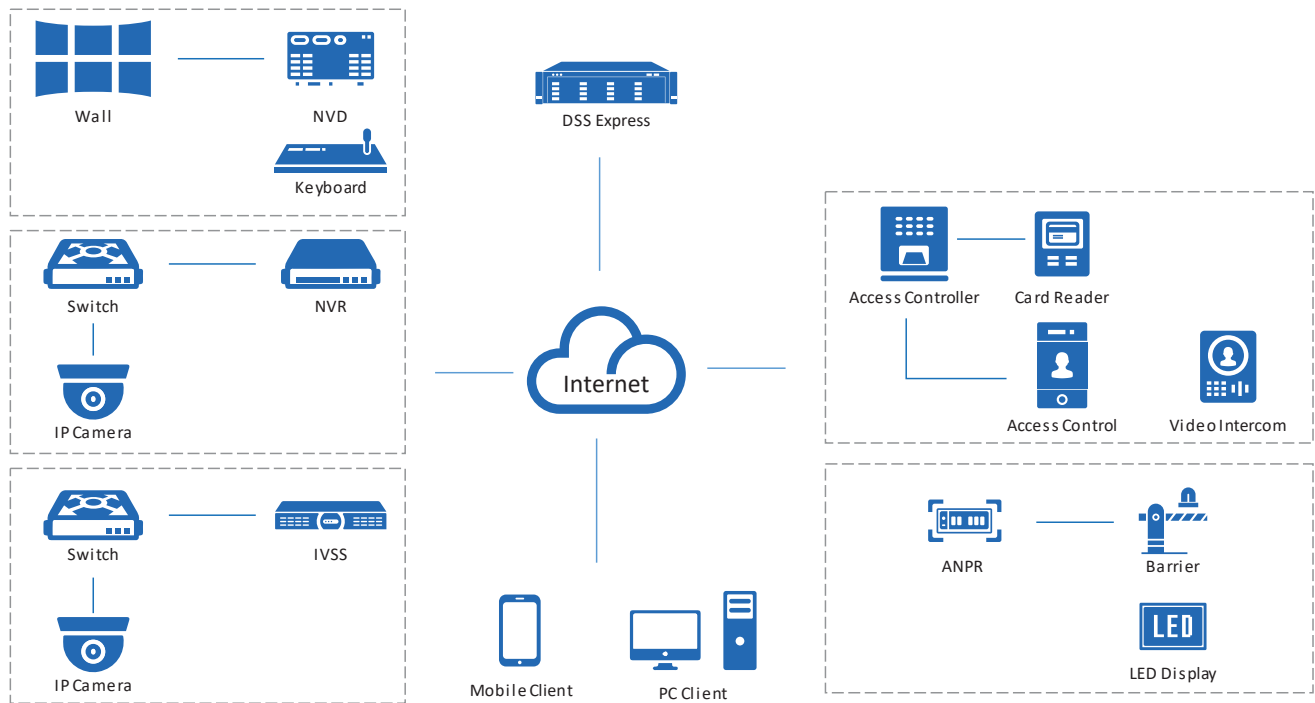 Wall
NVD
Keyboard
Switch
NVR
IP Camera
Switch
IVSS
IP Camera
DSS Express
Internet
Mobile Client
PC Client
Access Controller
Card Reader
Access Control
Video Intercom
ANPR
Barrier
LED
LED Display